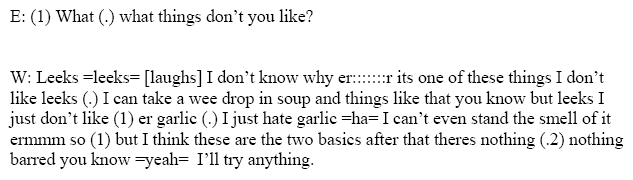 E: (1) What (.) what things don’t you like?
W: Leeks =leeks= [laughs] I don’t know why er:::::::r its one of these things I don’t
like leeks (.) I can take a wee drop in soup and things like that you know but leeks I
just don’t like (1) er garlic (.) I just hate garlic =ha= I can’t even stand the smell of it
ermmm so (1) but I think these are the two basics after that theres nothing (.2) nothing
barred you know =yeah=  I’ll try anything.